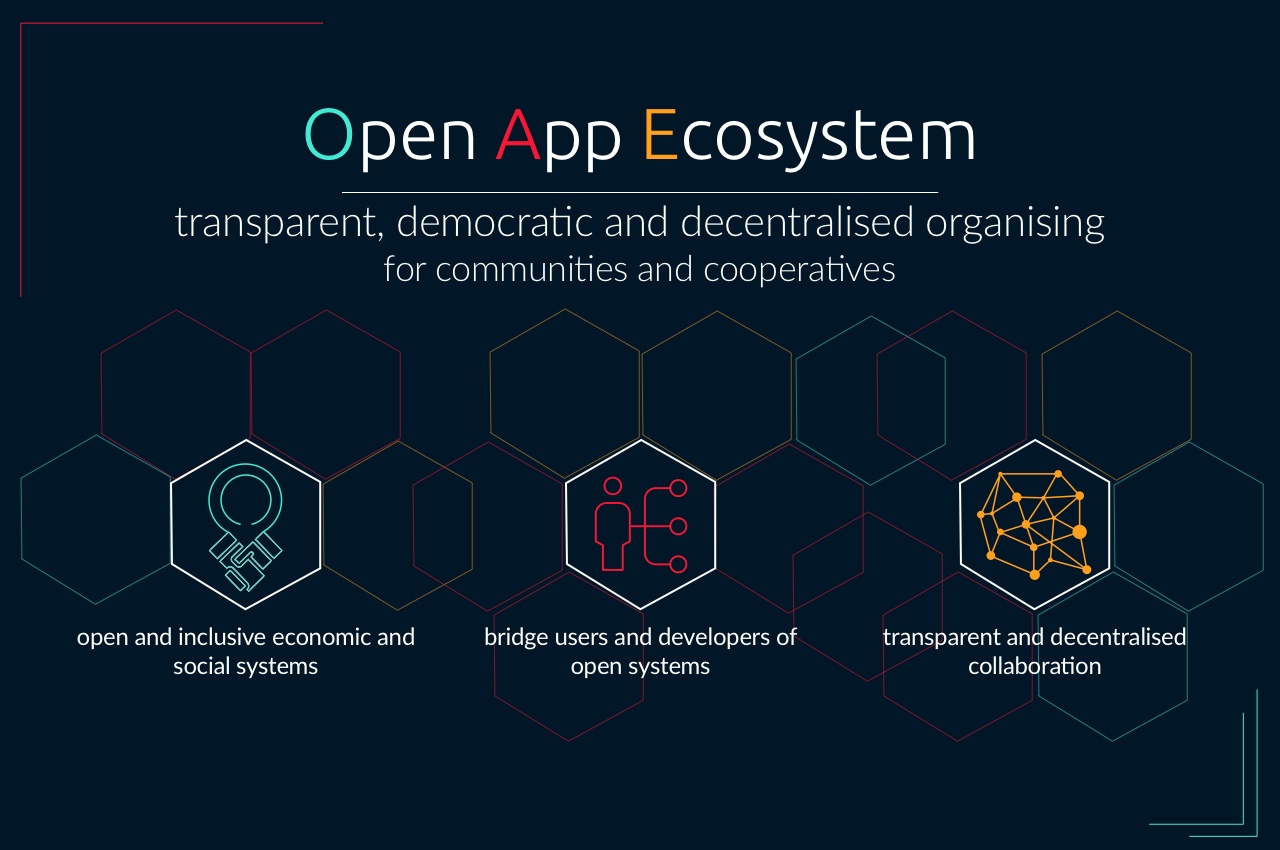 Open App Ecosystem
transparent, democratic and decentralised organising
for communities and cooperatives
open and inclusive economic and
social systems
bridge users and developers of
open systems
transparent and decentralised
collaboration